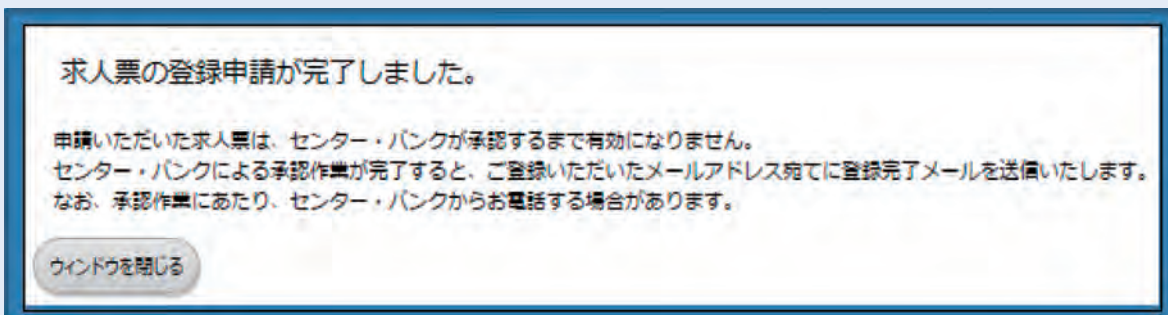 求人票の登録申請が完了しました。
申請いただいた求人票は、センター・バンクが承認するまで有効になりません。
センター・バンクによる承認作業が完了すると、ご登録いただいたメールアドレス宛てに登録完了メールを送信いたします。
なお、承認作業にあたり、センター・バンクからお電話する場合があります。
ウィンドウを閉じる